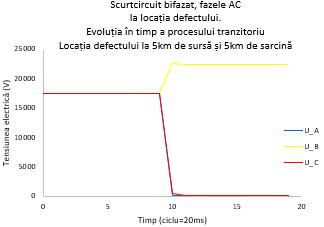 Scurtcircuit bifazat, fazele AC
la locația defectului.
Evoluția în timp a procesului tranzitoriu
Locația defectului la 5km de sursă și 5km de sarcină
Tensiunea electrică (V)
25000
20000
15000
10000
5000
0
0
5
10
15
20
Timp (ciclu=20ms)
U_A
U_B
U_C